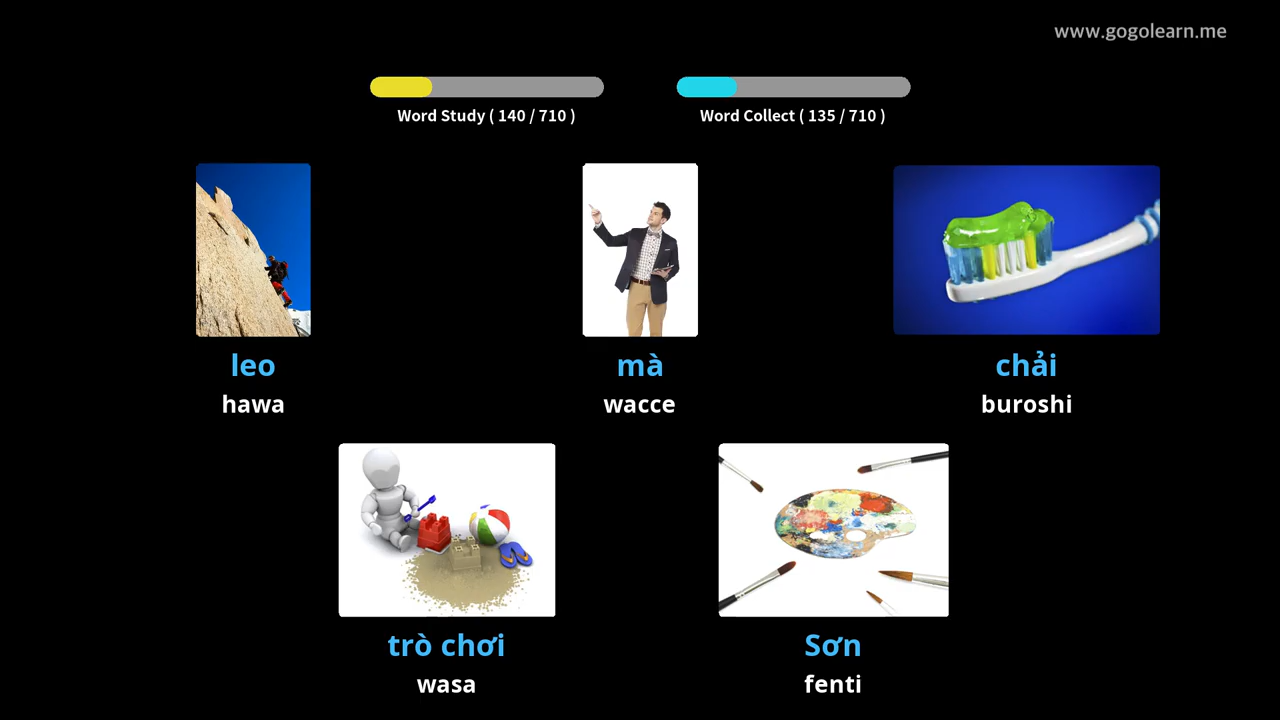 www.gogolearn.me
Word Study ( 140 / 710 )
Word Collect ( 135 / 710 )
leo
hawa
mà
wacce
chải
buroshi
trò chơi
wasa
Sơn
fenti